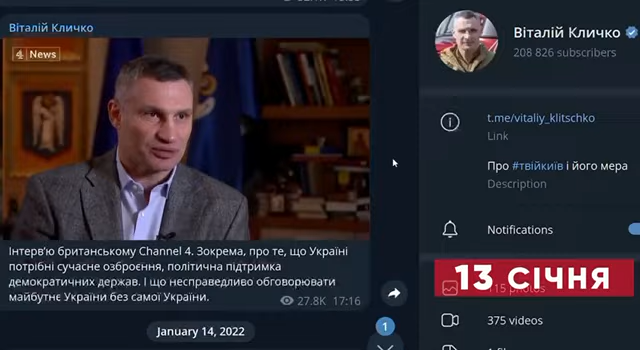 Віталій Кличко
4 News
Інтерв'ю британському Channel 4. Зокрема, про те, що Україні
потрібні сучасне озброєння, політична підтримка
демократичних держав. І що несправедливо обговорювати
майбутнє України без самої України.
27.8K 17:16
January 14, 2022
1
Віталій Кличко
208 826 subscribers
t.me/vitaliy_klitschko
Link
Про #твійкиїв і його мера
Description
Notifications
13 СІЧНЯ
115 photos
375 videos